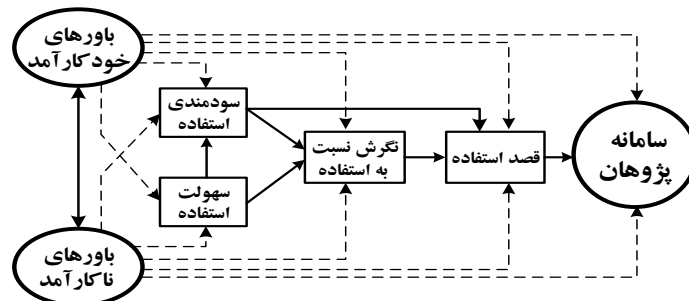 باورهای
خودکارآمد
سودمندی
استفاده
نگرش نسبت
به استفاده
قصد استفاده
سامانه
پژوهان
سهولت
استفاده
باورهای
ناکارآمد